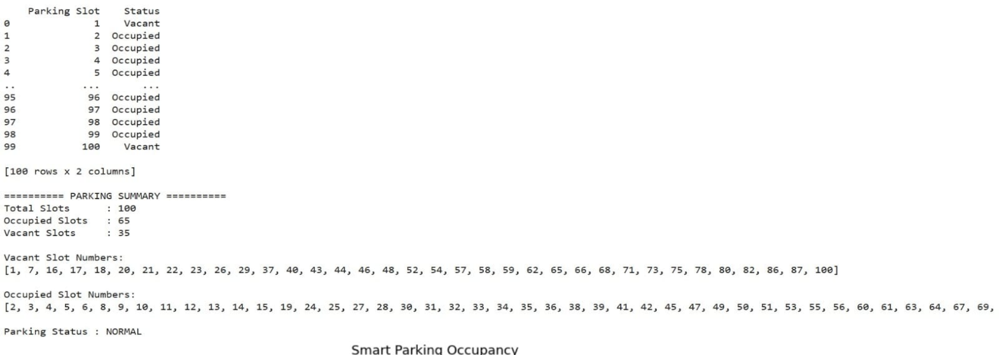 Parking Slot    Status
0              1    Vacant
1              2  Occupied
2              3  Occupied
3              4  Occupied
4              5  Occupied
..           ...       ...
95            96  Occupied
96            97  Occupied
97            98  Occupied
98            99  Occupied
99           100    Vacant
[100 rows x 2 columns]
========== PARKING SUMMARY ==========
Total Slots      : 100
Occupied Slots   : 65
Vacant Slots     : 35
Vacant Slot Numbers:
[1, 7, 16, 17, 18, 20, 21, 22, 23, 26, 29, 37, 40, 43, 44, 46, 48, 52, 54, 57, 58, 59, 62, 65, 66, 68, 71, 73, 75, 78, 80, 82, 86, 87, 100]
Occupied Slot Numbers:
[2, 3, 4, 5, 6, 8, 9, 10, 11, 12, 13, 14, 15, 19, 24, 25, 27, 28, 30, 31, 32, 33, 34, 35, 36, 38, 39, 41, 42, 45, 47, 49, 50, 51, 53, 55, 56, 60, 61, 63, 64, 67, 69,
Parking Status : NORMAL
Smart Parking Occupancy